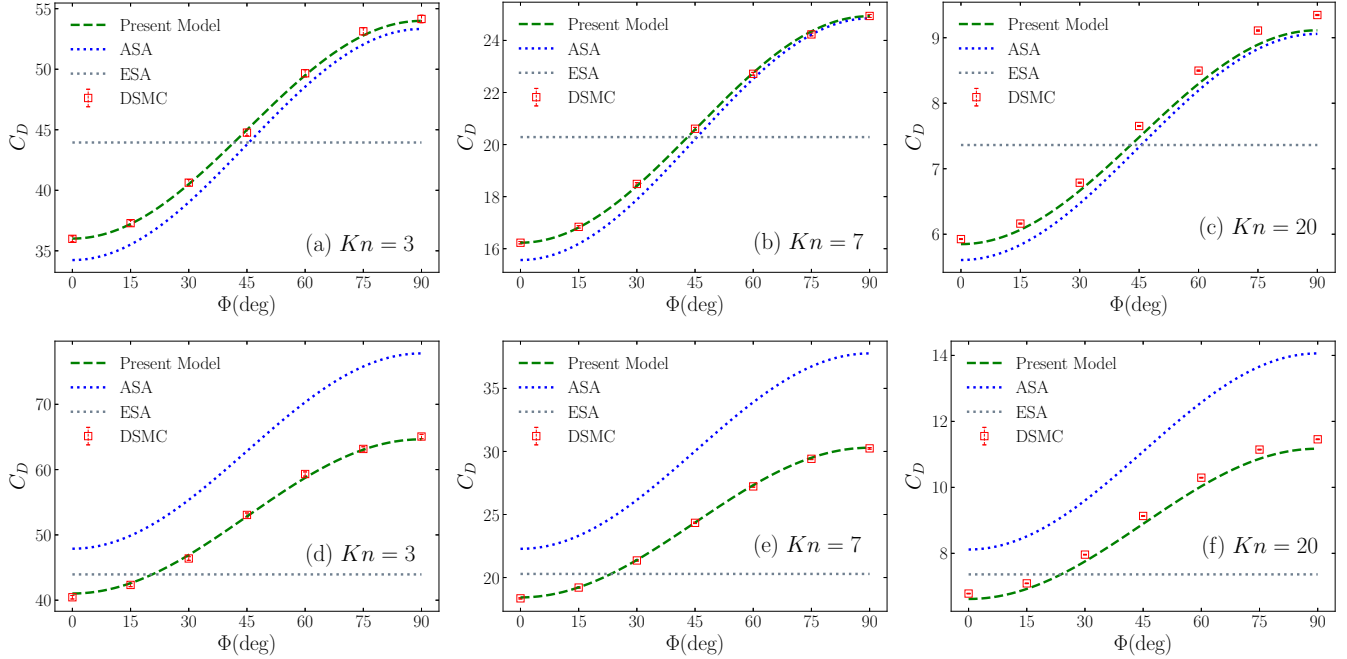 55
50
45
40
35
C_D
Present Model
ASA
ESA
DSMC
(a) Kn = 3
0 15 30 45 60 75 90
Φ(deg)
24
22
20
18
16
C_D
Present Model
ASA
ESA
DSMC
(b) Kn = 7
0 15 30 45 60 75 90
Φ(deg)
9
8
7
6
C_D
Present Model
ASA
ESA
DSMC
(c) Kn = 20
0 15 30 45 60 75 90
Φ(deg)
70
60
50
40
C_D
Present Model
ASA
ESA
DSMC
(d) Kn = 3
0 15 30 45 60 75 90
Φ(deg)
35
30
25
20
C_D
Present Model
ASA
ESA
DSMC
(e) Kn = 7
0 15 30 45 60 75 90
Φ(deg)
14
12
10
8
C_D
Present Model
ASA
ESA
DSMC
(f) Kn = 20
0 15 30 45 60 75 90
Φ(deg)